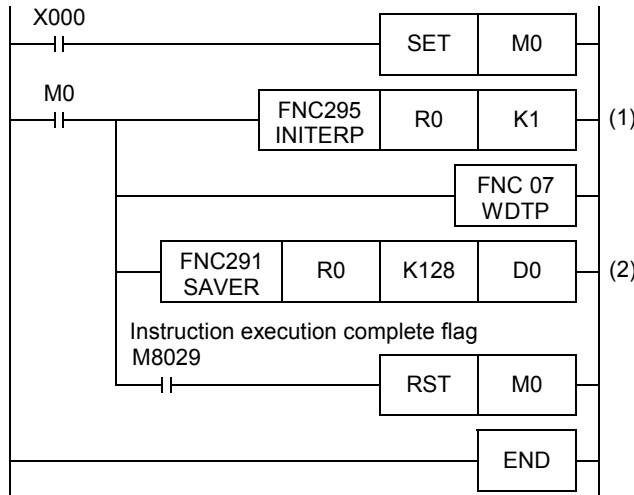 X000
SET M0
M0
FNC295 INITERP R0 K1 (1)
FNC 07 WDTP
FNC291 SAVER R0 K128 D0 (2)
Instruction execution complete flag
M8029
RST M0
END